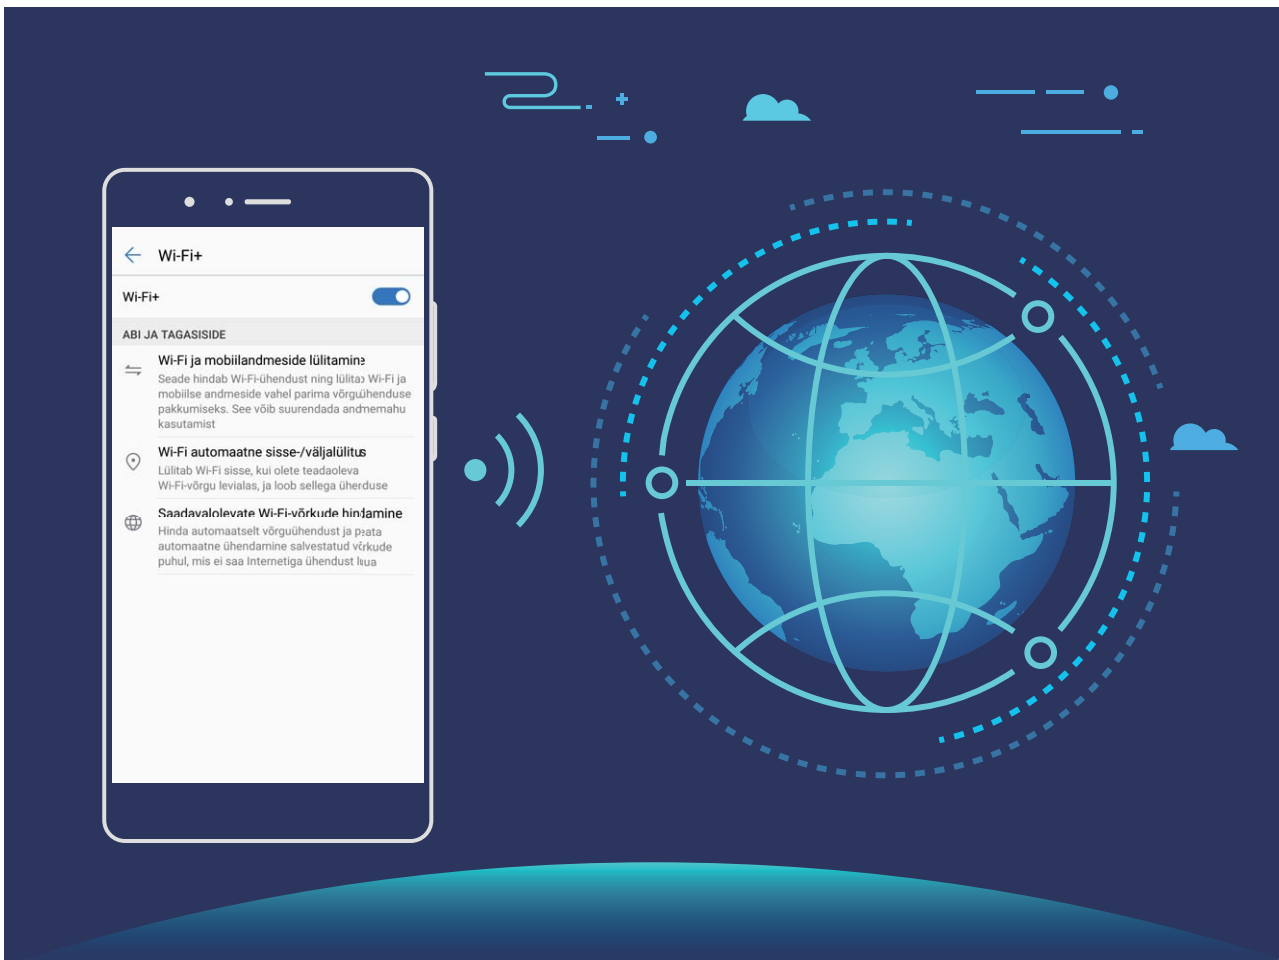 Wi-Fi+
Wi-Fi+
ABI JA TAGASISIDE
Wi-Fi ja mobiilandmeside lülitamine
Seade hindab Wi-Fi-ühendust ning lülitab Wi-Fi ja
mobiilse andmeside vahel parima võrguühenduse
pakkumiseks. See võib suurendada andmemahu
kasutamist
Wi-Fi automaatne sisse-/väljalülitus
Lülitab Wi-Fi sisse, kui olete teadaoleva
Wi-Fi-võrgu levialas, ja loob sellega ühenduse
Saadavalolevate Wi-Fi-võrkude hindamine
Hinda automaatselt võrguühendust ja peata
automaatne ühendamine salvestatud võrkude
puhul, mis ei saa Internetiga ühendust luua